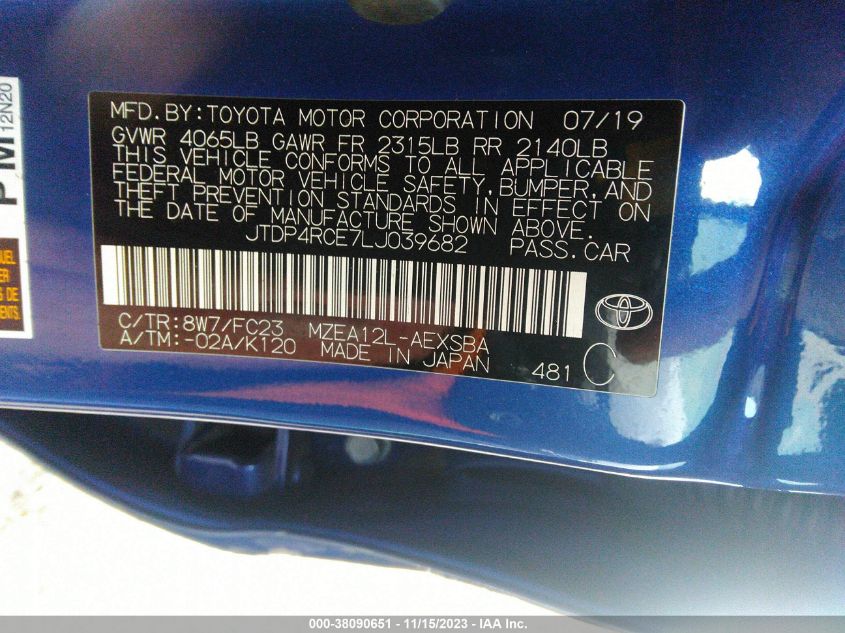 MFD.BY:TOYOTA MOTOR CORPORATION 07/19
GVWR 4065LB GAWR FR 2315LB RR 2140LB
THIS VEHICLE CONFORMS TO ALL APPLICABLE
FEDERAL MOTOR VEHICLE SAFETY, BUMPER, AND
THEFT PREVENTION STANDARDS IN EFFECT ON
THE DATE OF MANUFACTURE SHOWN ABOVE.
JTDP4RCE7LJ039682 PASS.CAR
C/TR:8W7/FC23 MZEA12L-AEXSBA
A/TM:-02A/K120 MADE IN JAPAN
481 C
PM
12N20
DE
000-38090651 - 11/15/2023 - IAA Inc.